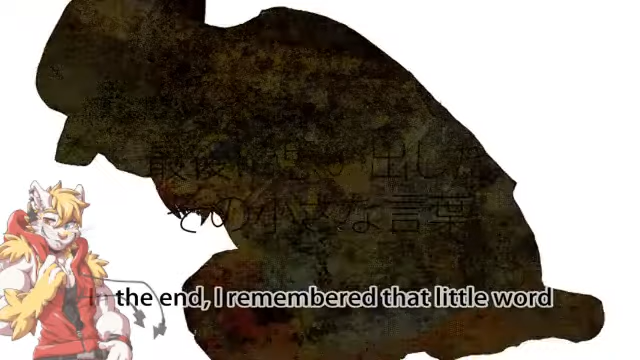 最後に思い出した
その小さな言葉
In the end, I remembered that little word